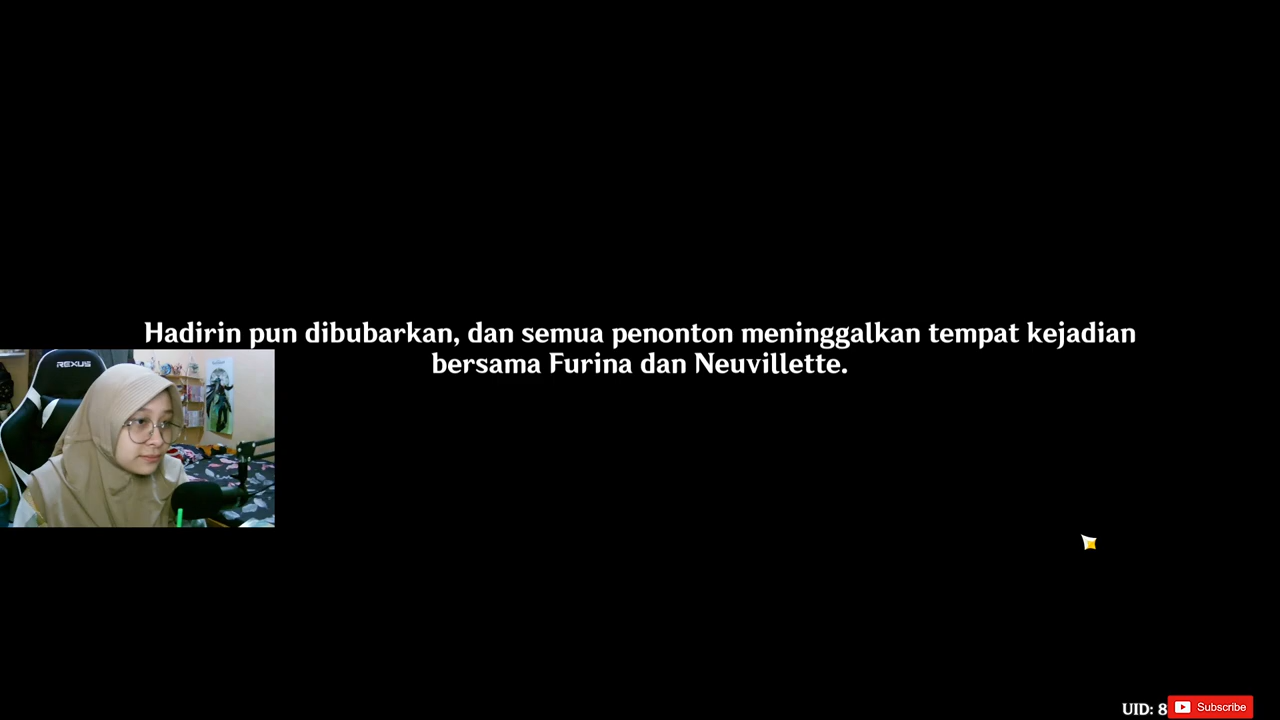 Hadirin pun dibubarkan, dan semua penonton meninggalkan tempat kejadian
bersama Furina dan Neuvillette.
REXUS
UID: 8
Subscribe